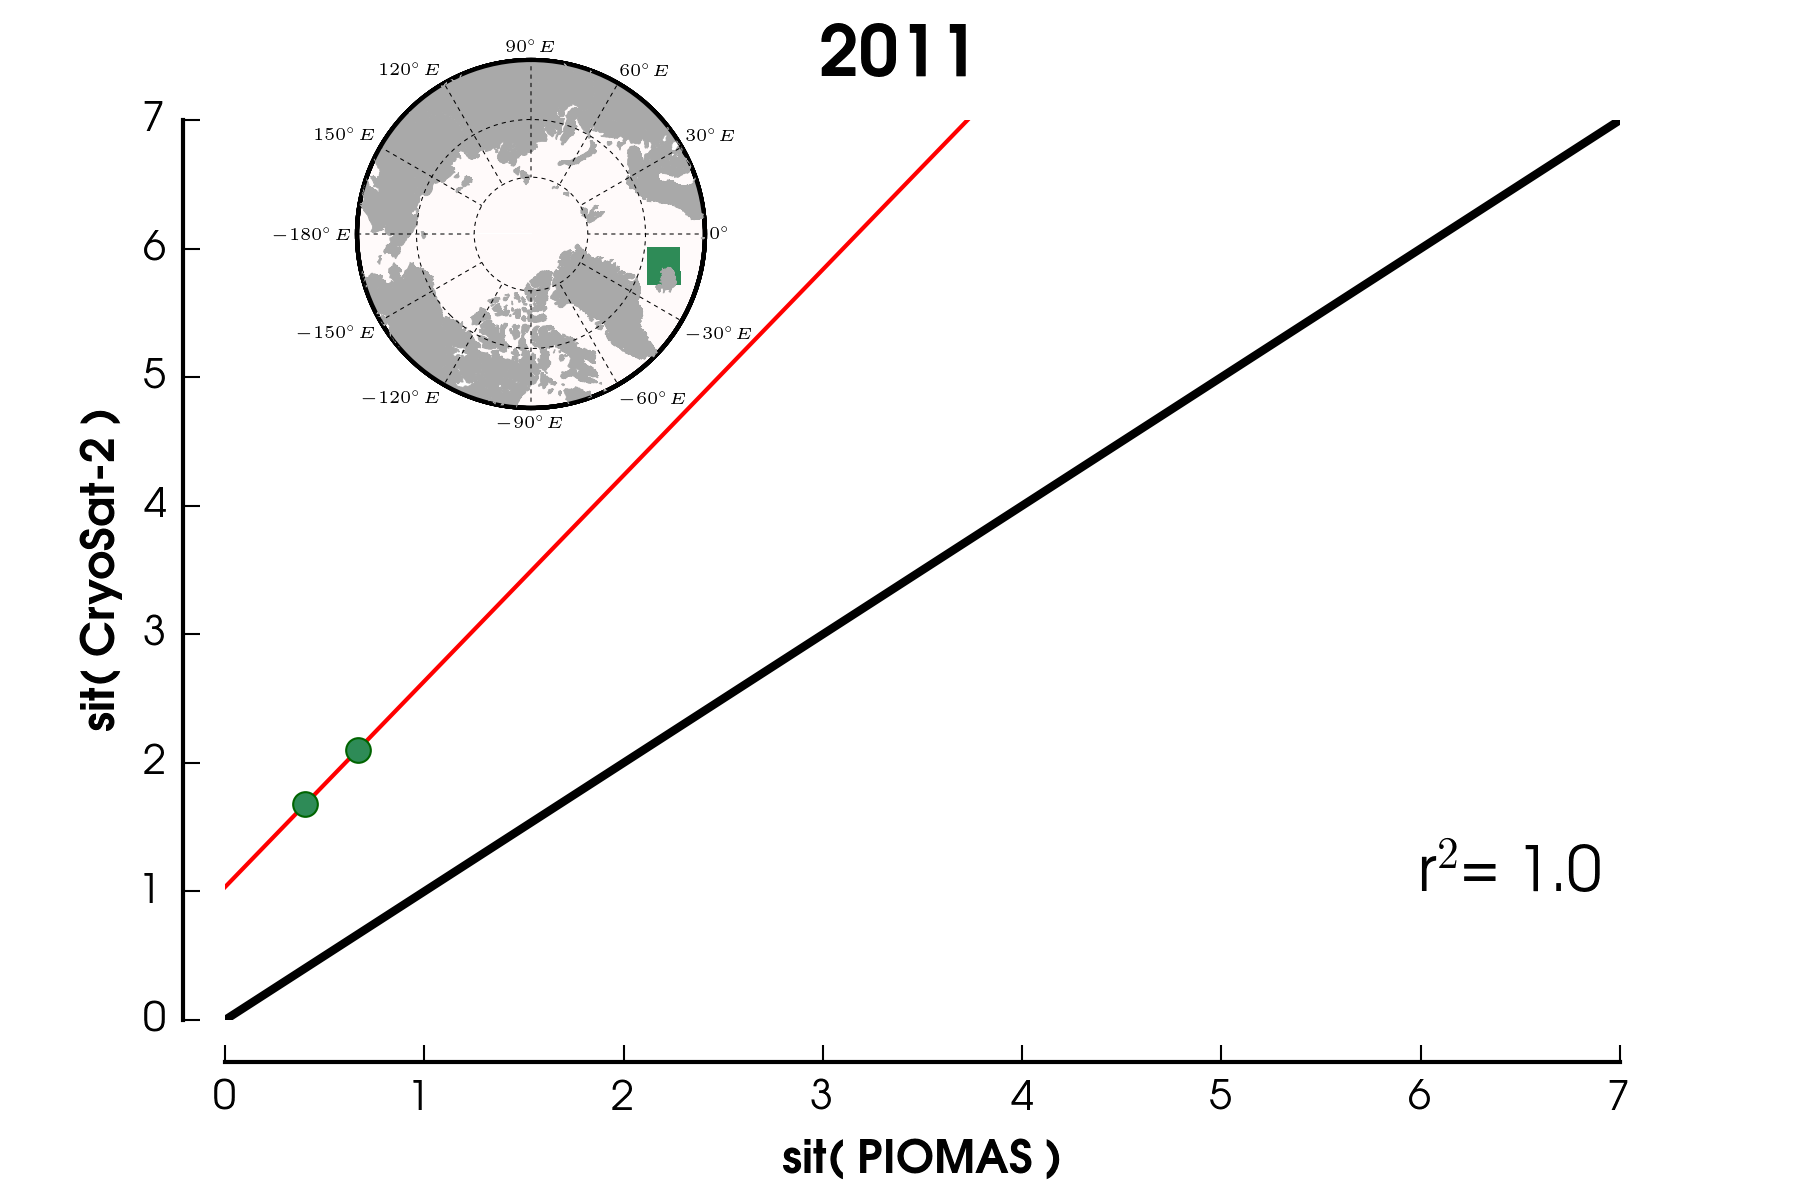 2011
90° E
120° E
60° E
150° E
30° E
−180° E
0°
−150° E
−30° E
−120° E
−60° E
−90° E
7
6
5
4
3
2
1
0
sit( CryoSat-2 )
r²= 1.0
0 1 2 3 4 5 6 7
sit( PIOMAS )